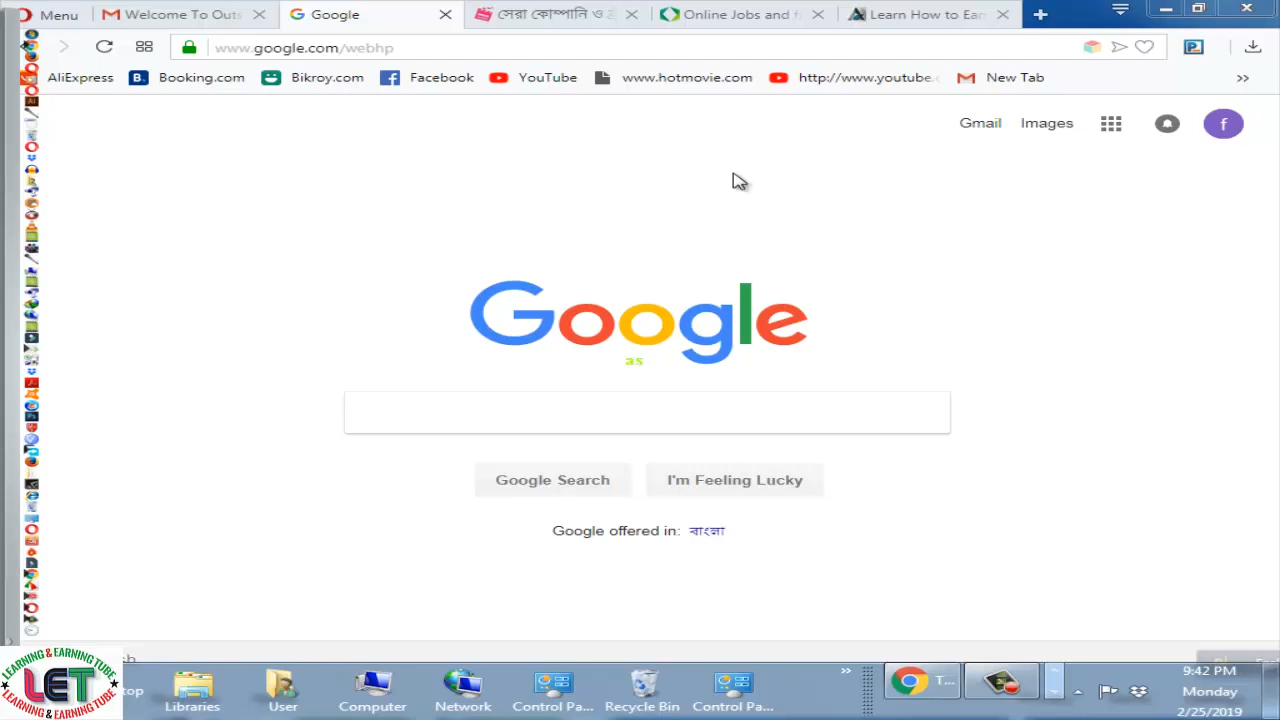 Menu
Welcome To Outs
Google
সেরা কোম্পানি ও
Online Jobs and f
Learn How to Ear
www.google.com/webhp
AliExpress
Booking.com
Bikroy.com
Facebook
YouTube
www.hotmovie.com
http://www.youtube.
New Tab
Gmail
Images
f
Google
as
Google Search
I'm Feeling Lucky
Google offered in: বাংলা
LEARNING & EARNING TUBE
LET
LEARNING & EARNING TUBE
top
Libraries
User
Computer
Network
Control Pa...
Recycle Bin
Control Pa...
T...
9:42 PM
Monday
2/25/2019